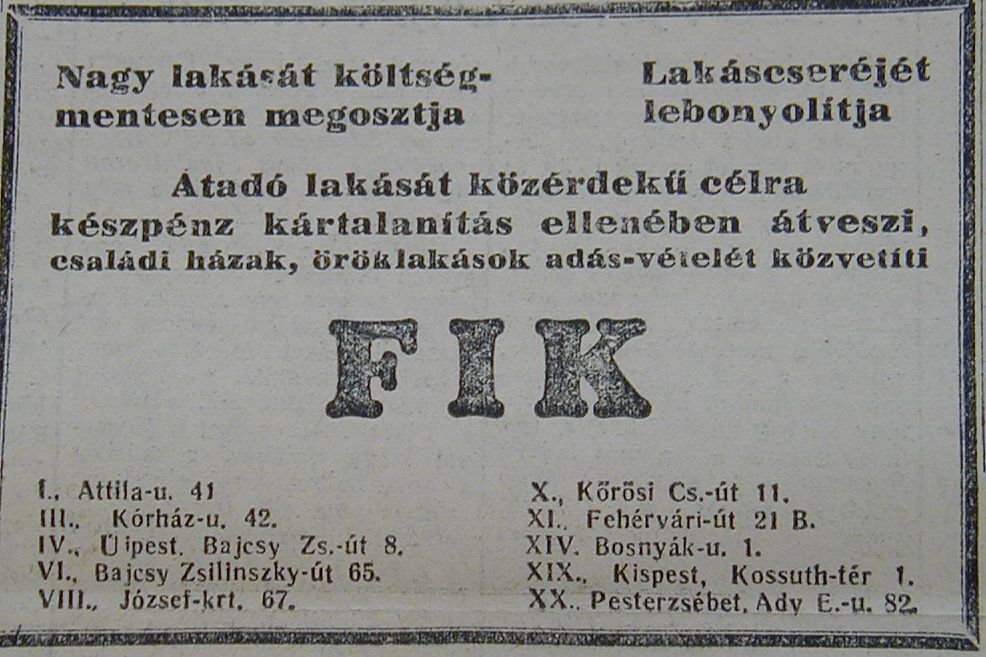 Nagy lakását költség-
mentesen megosztja
Lakáscseréjét
lebonyolítja
Átadó lakását közérdekű célra
készpénz kártalanítás ellenében átveszi,
családi házak, öröklakások adás-vételét közvetíti
FIK
I., Attila-u. 41
III., Kórház-u. 42.
IV., Újpest, Bajcsy Zs.-út 8.
VI., Bajcsy Zsilinszky-út 65.
VIII., József-krt. 67.
X., Kőrösi Cs.-út 11.
XI. Fehérvári-út 21 B.
XIV. Bosnyák-u. 1.
XIX., Kispest, Kossuth-tér 1.
XX.. Pesterzsébet, Ady E.-u. 82.